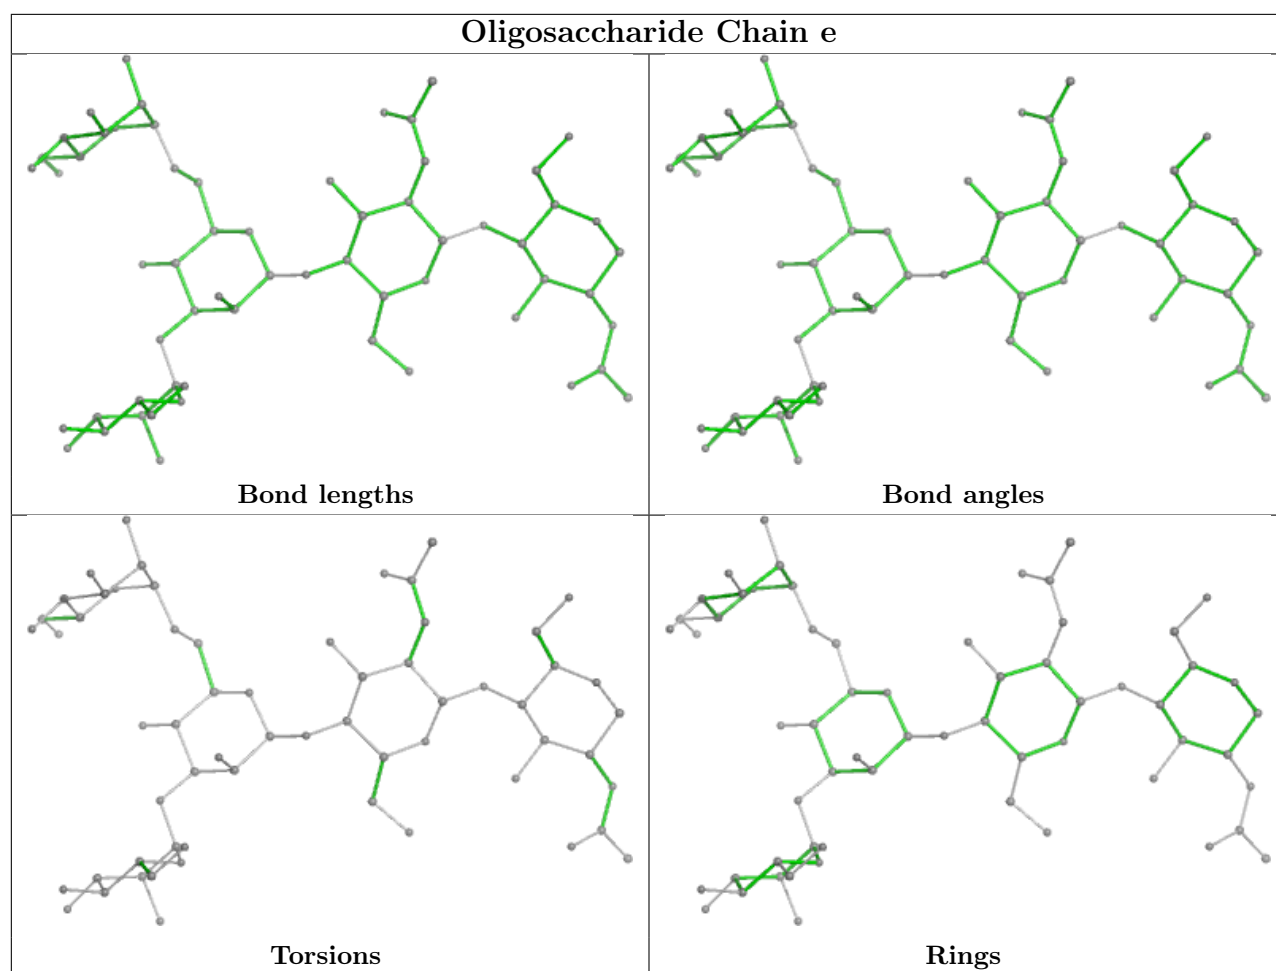 Oligosaccharide Chain e
Bond lengths
Bond angles
Torsions
Rings